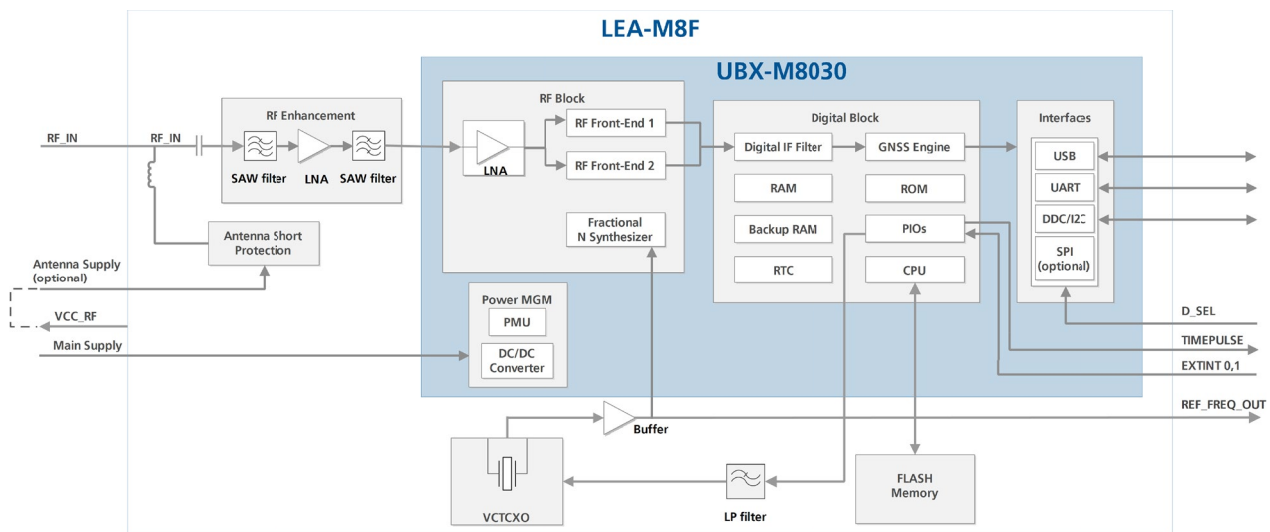 LEA-M8F
UBX-M8030
RF Enhancement
RF Block
Digital Block
Interfaces
RF_IN
RF_IN
SAW filter
LNA
SAW filter
LNA
RF Front-End 1
RF Front-End 2
Digital IF Filter
GNSS Engine
USB
RAM
ROM
UART
Fractional
N Synthesizer
Backup RAM
PIOs
DDC/I2C
RTC
CPU
SPI
(optional)
Antenna Short
Protection
Antenna Supply
(optional)
VCC_RF
Main Supply
Power MGM
PMU
DC/DC
Converter
D_SEL
TIMEPULSE
EXTINT 0,1
REF_FREQ_OUT
Buffer
VCTCXO
LP filter
FLASH
Memory